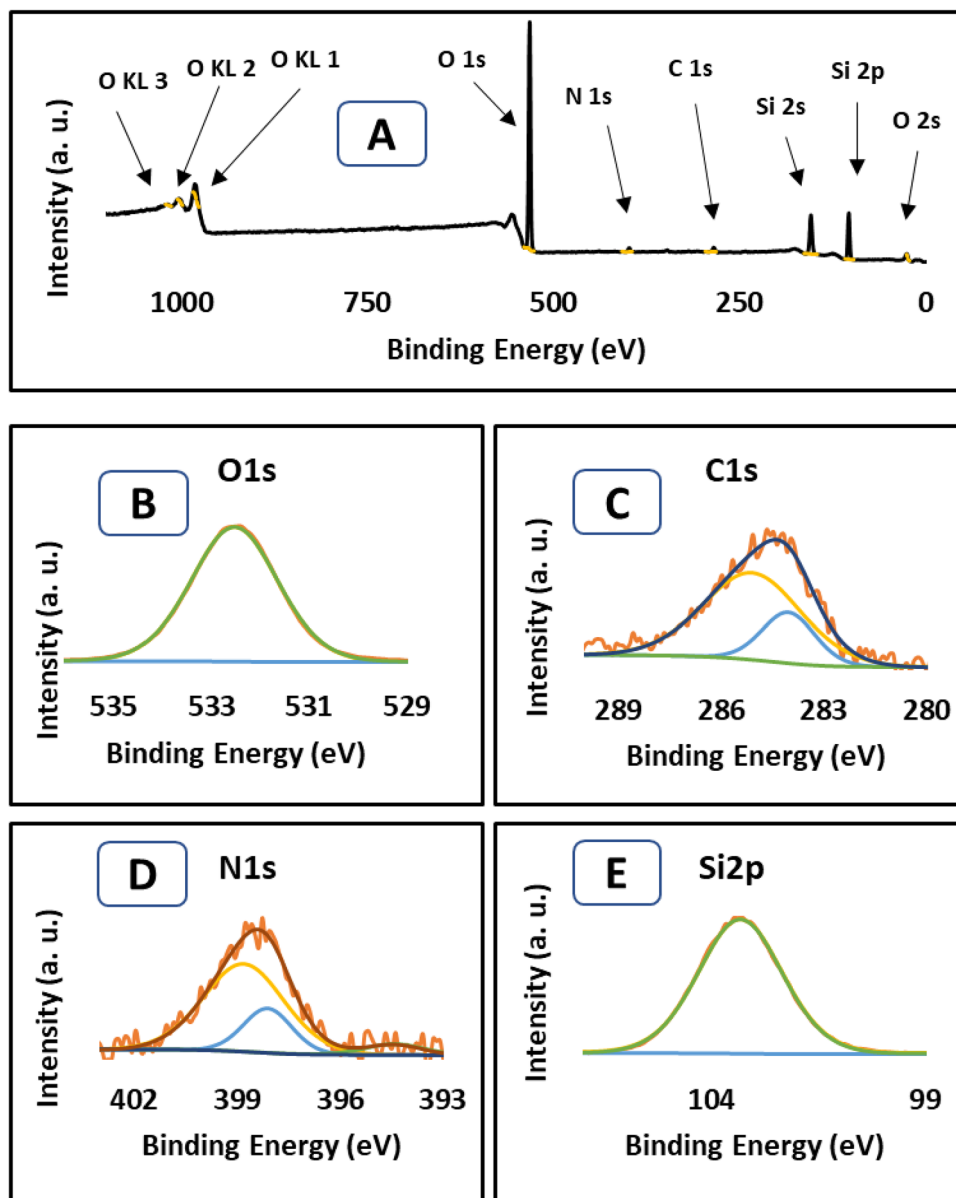 O KL 3
O KL 2
O KL 1
O 1s
N 1s
C 1s
Si 2s
Si 2p
O 2s
A
Intensity (a. u.)
1000 750 500 250 0
Binding Energy (eV)
B
O1s
Intensity (a. u.)
535 533 531 529
Binding Energy (eV)
C
C1s
Intensity (a. u.)
289 286 283 280
Binding Energy (eV)
D
N1s
Intensity (a. u.)
402 399 396 393
Binding Energy (eV)
E
Si2p
Intensity (a. u.)
104 99
Binding Energy (eV)